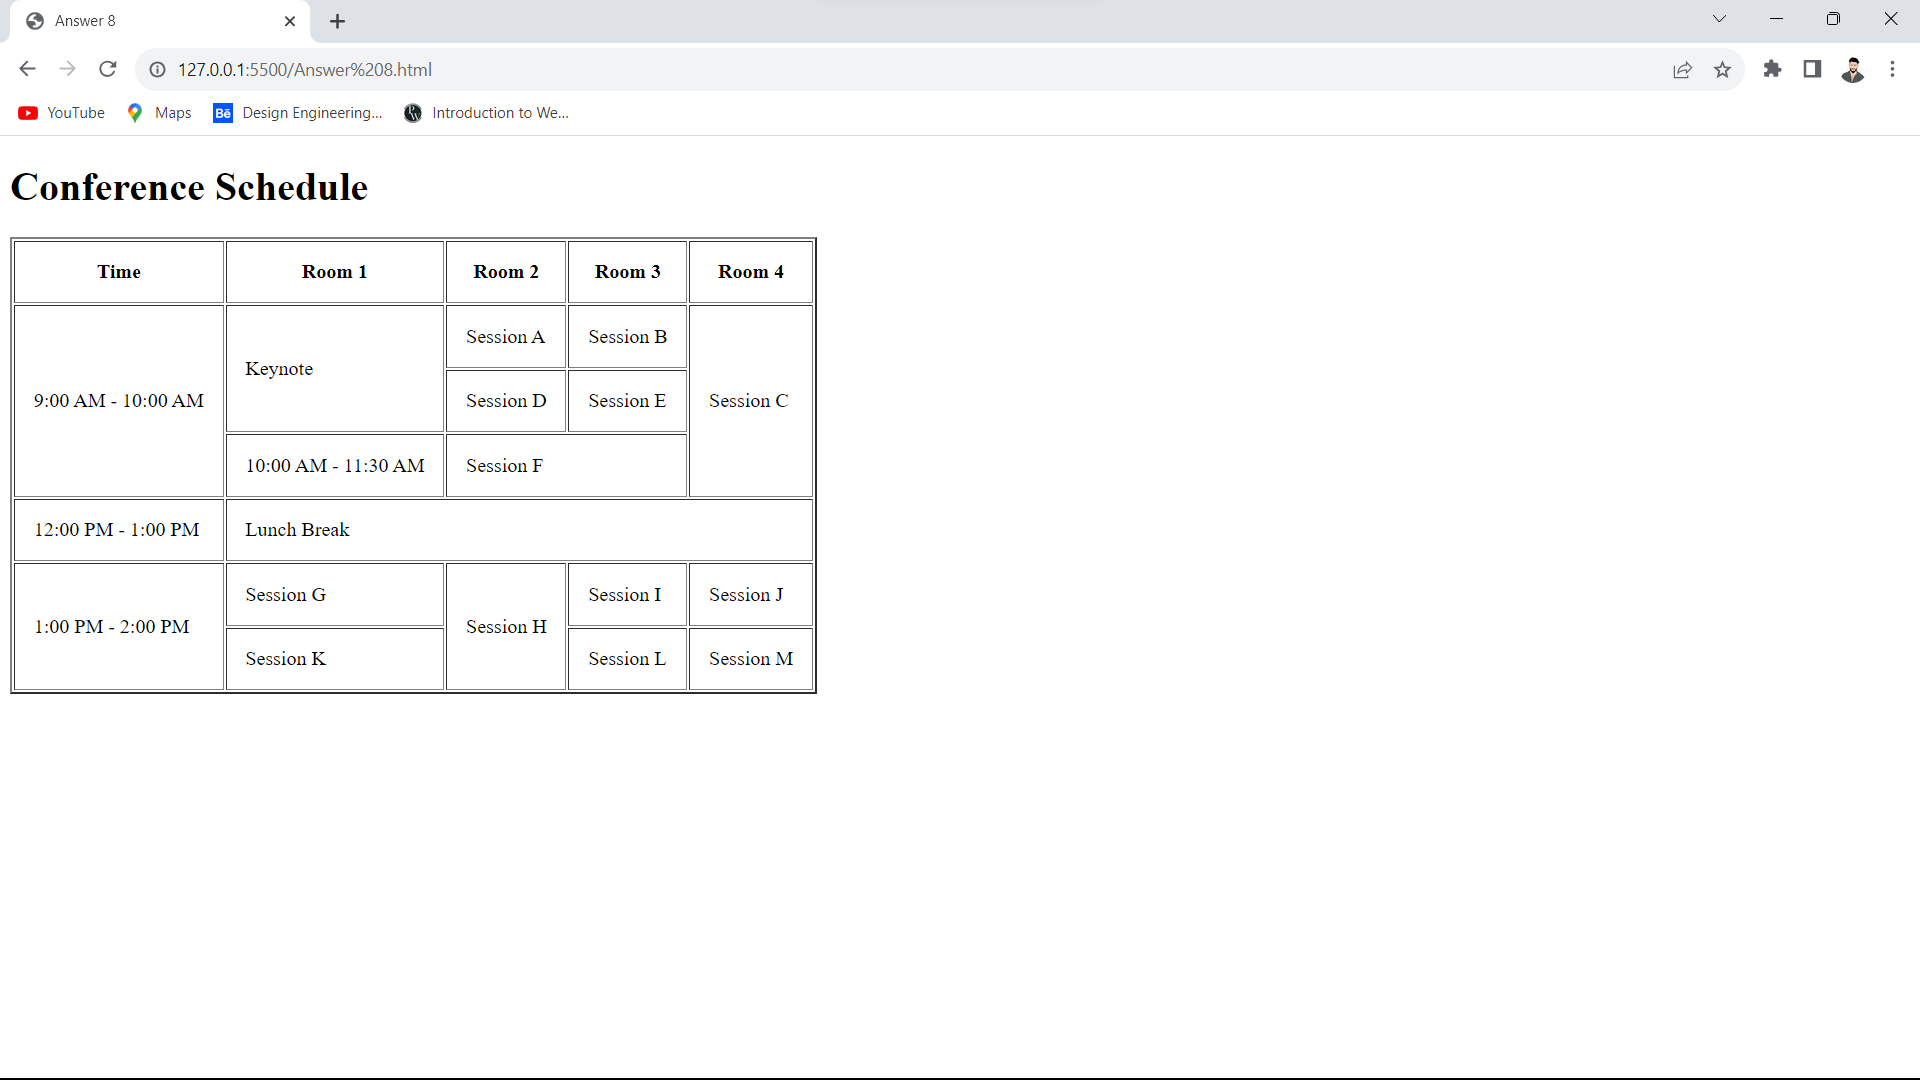 Answer 8
127.0.0.1:5500/Answer%208.html
YouTube
Maps
Bē
Design Engineering...
PW
Introduction to We...
Conference Schedule
Time Room 1 Room 2 Room 3 Room 4
9:00 AM - 10:00 AM Keynote Session A Session B Session C
Session D Session E
10:00 AM - 11:30 AM Session F
12:00 PM - 1:00 PM Lunch Break
1:00 PM - 2:00 PM Session G Session H Session I Session J
Session K Session L Session M